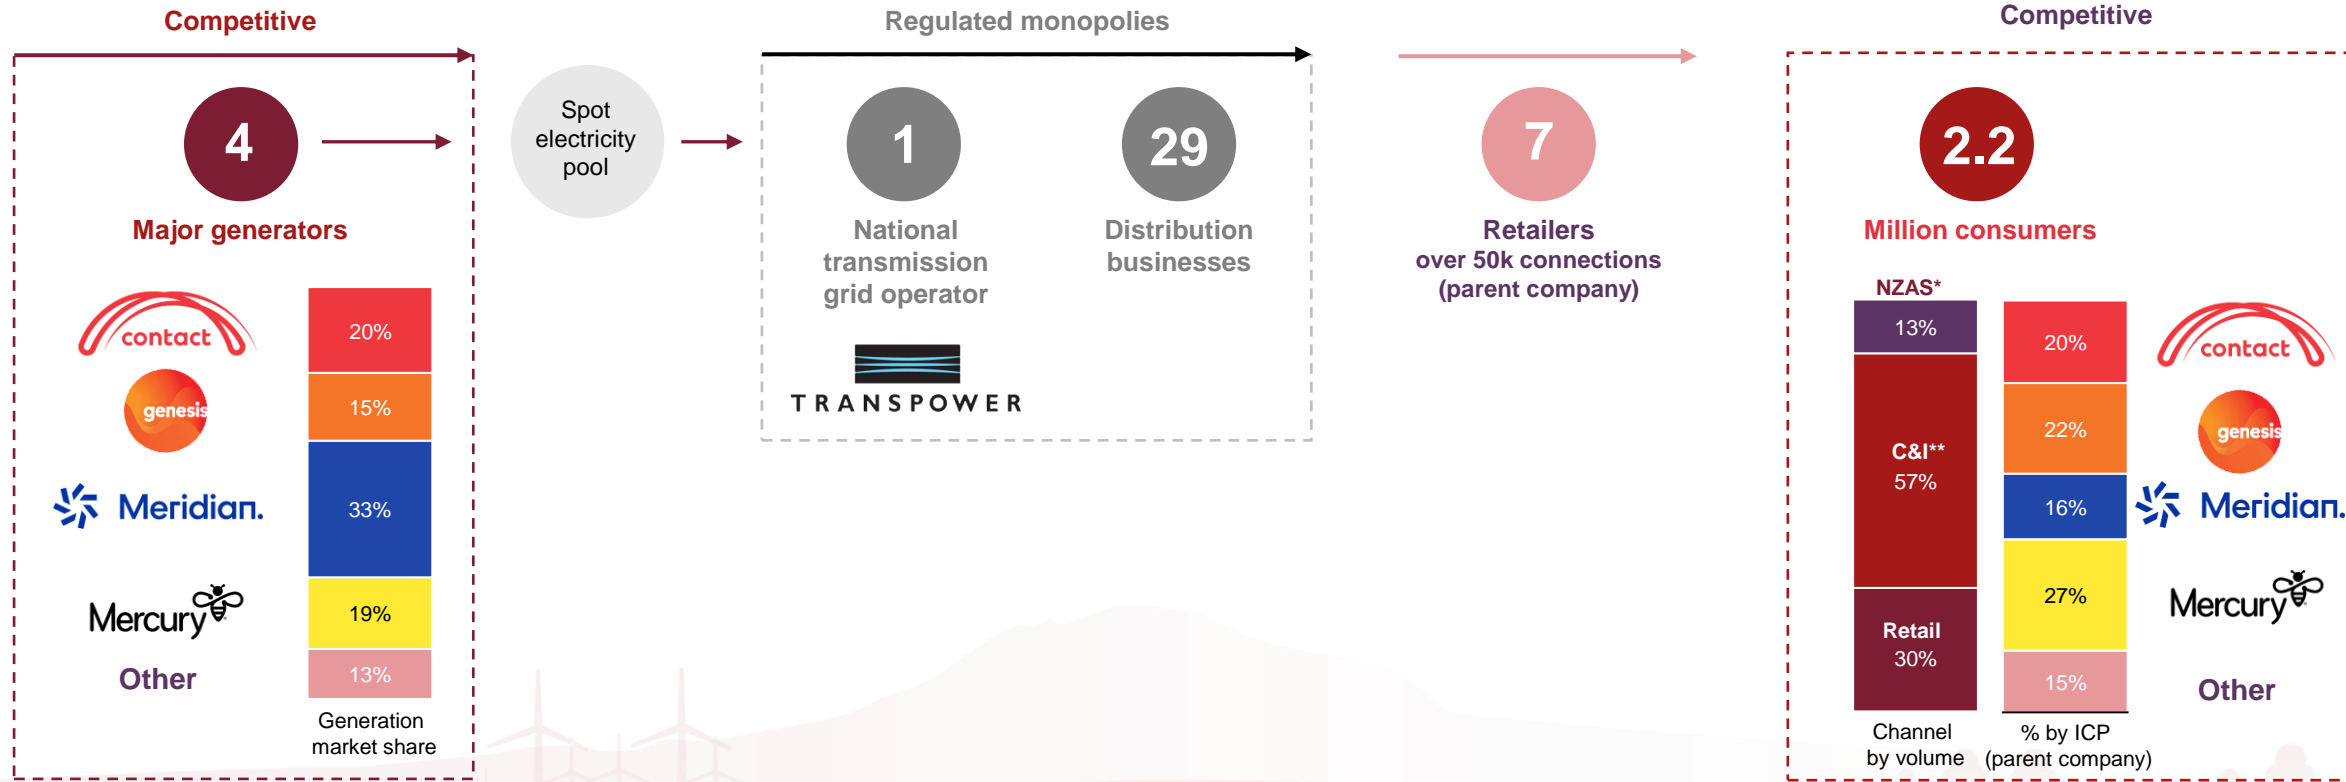 Competitive
4
Major generators
contact
genesis
Meridian.
Mercury
Other
20%
15%
33%
19%
13%
Generation
market share
Spot
electricity
pool
Regulated monopolies
1
National
transmission
grid operator
TRANSPOWER
29
Distribution
businesses
7
Retailers
over 50k connections
(parent company)
Competitive
2.2
Million consumers
NZAS*
13%
C&I**
57%
Retail
30%
Channel
by volume
20%
22%
16%
27%
15%
% by ICP
(parent company)
contact
genesis
Meridian.
Mercury
Other